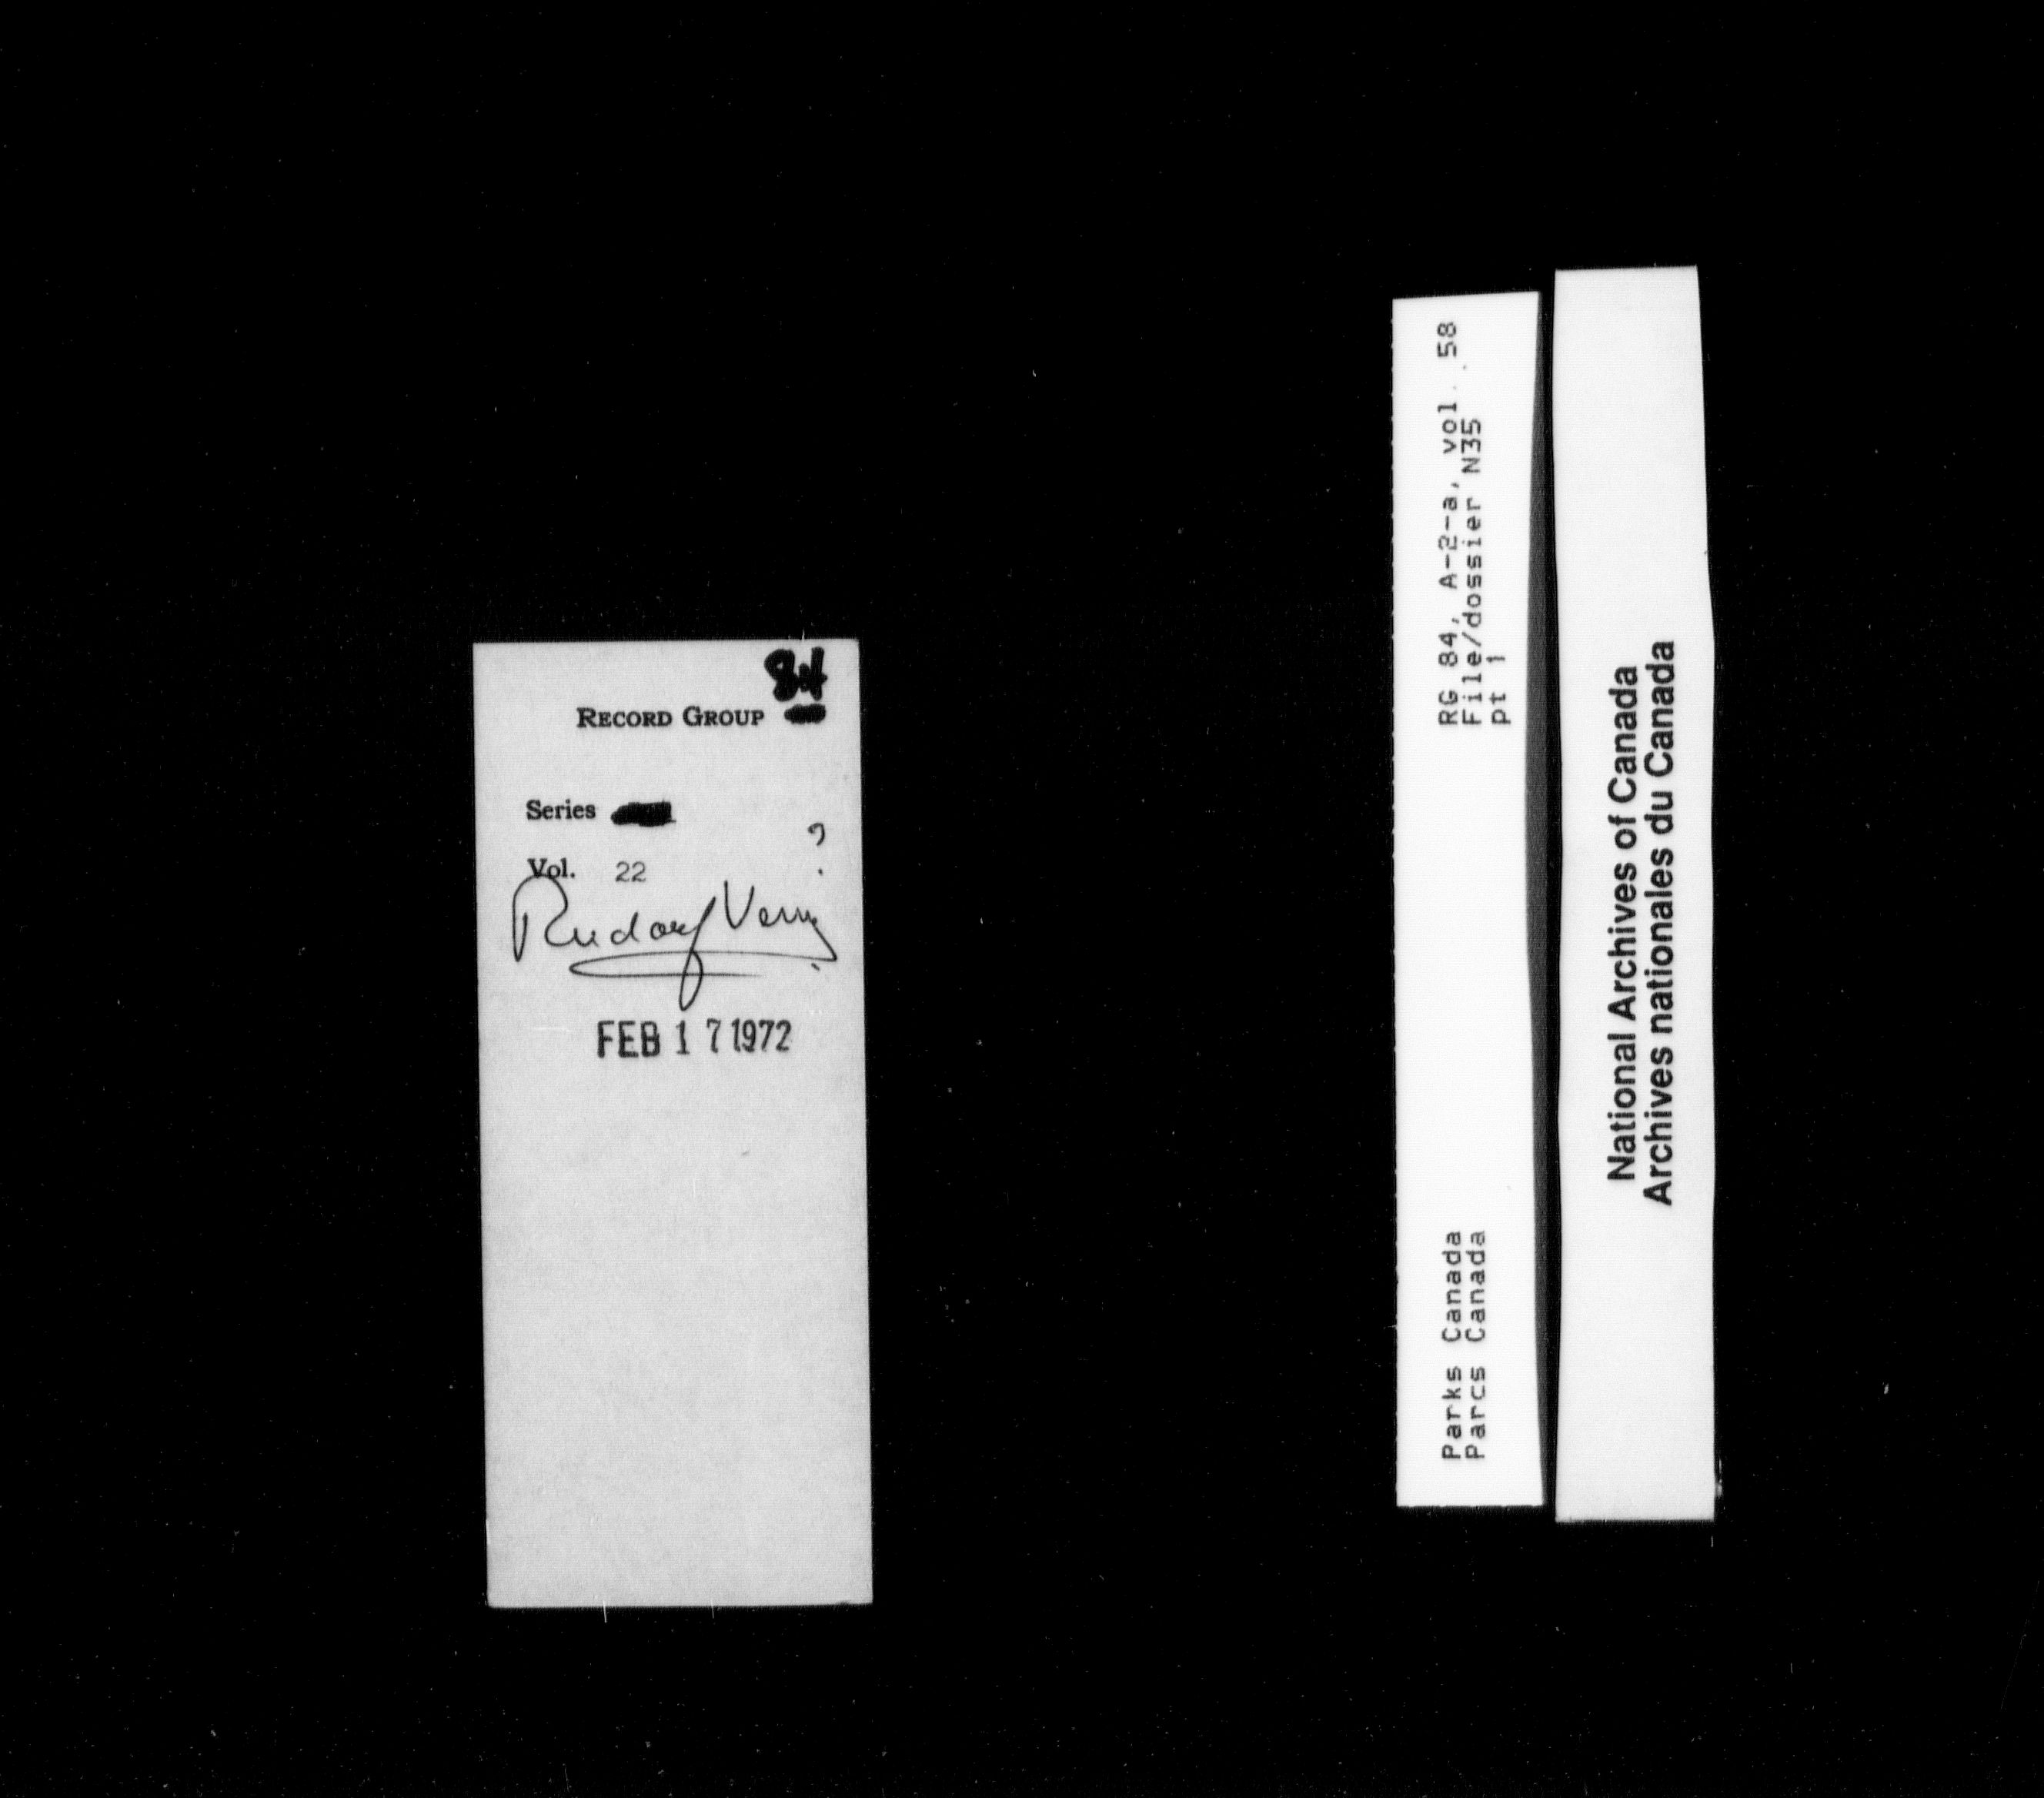 84
RECORD GROUP
Series
?
Vol. 22
FEB 17 1972
RG 84, A-2-a, vol. 58
File/dossier N35
pt 1
Parks Canada
Parcs Canada
National Archives of Canada
Archives nationales du Canada